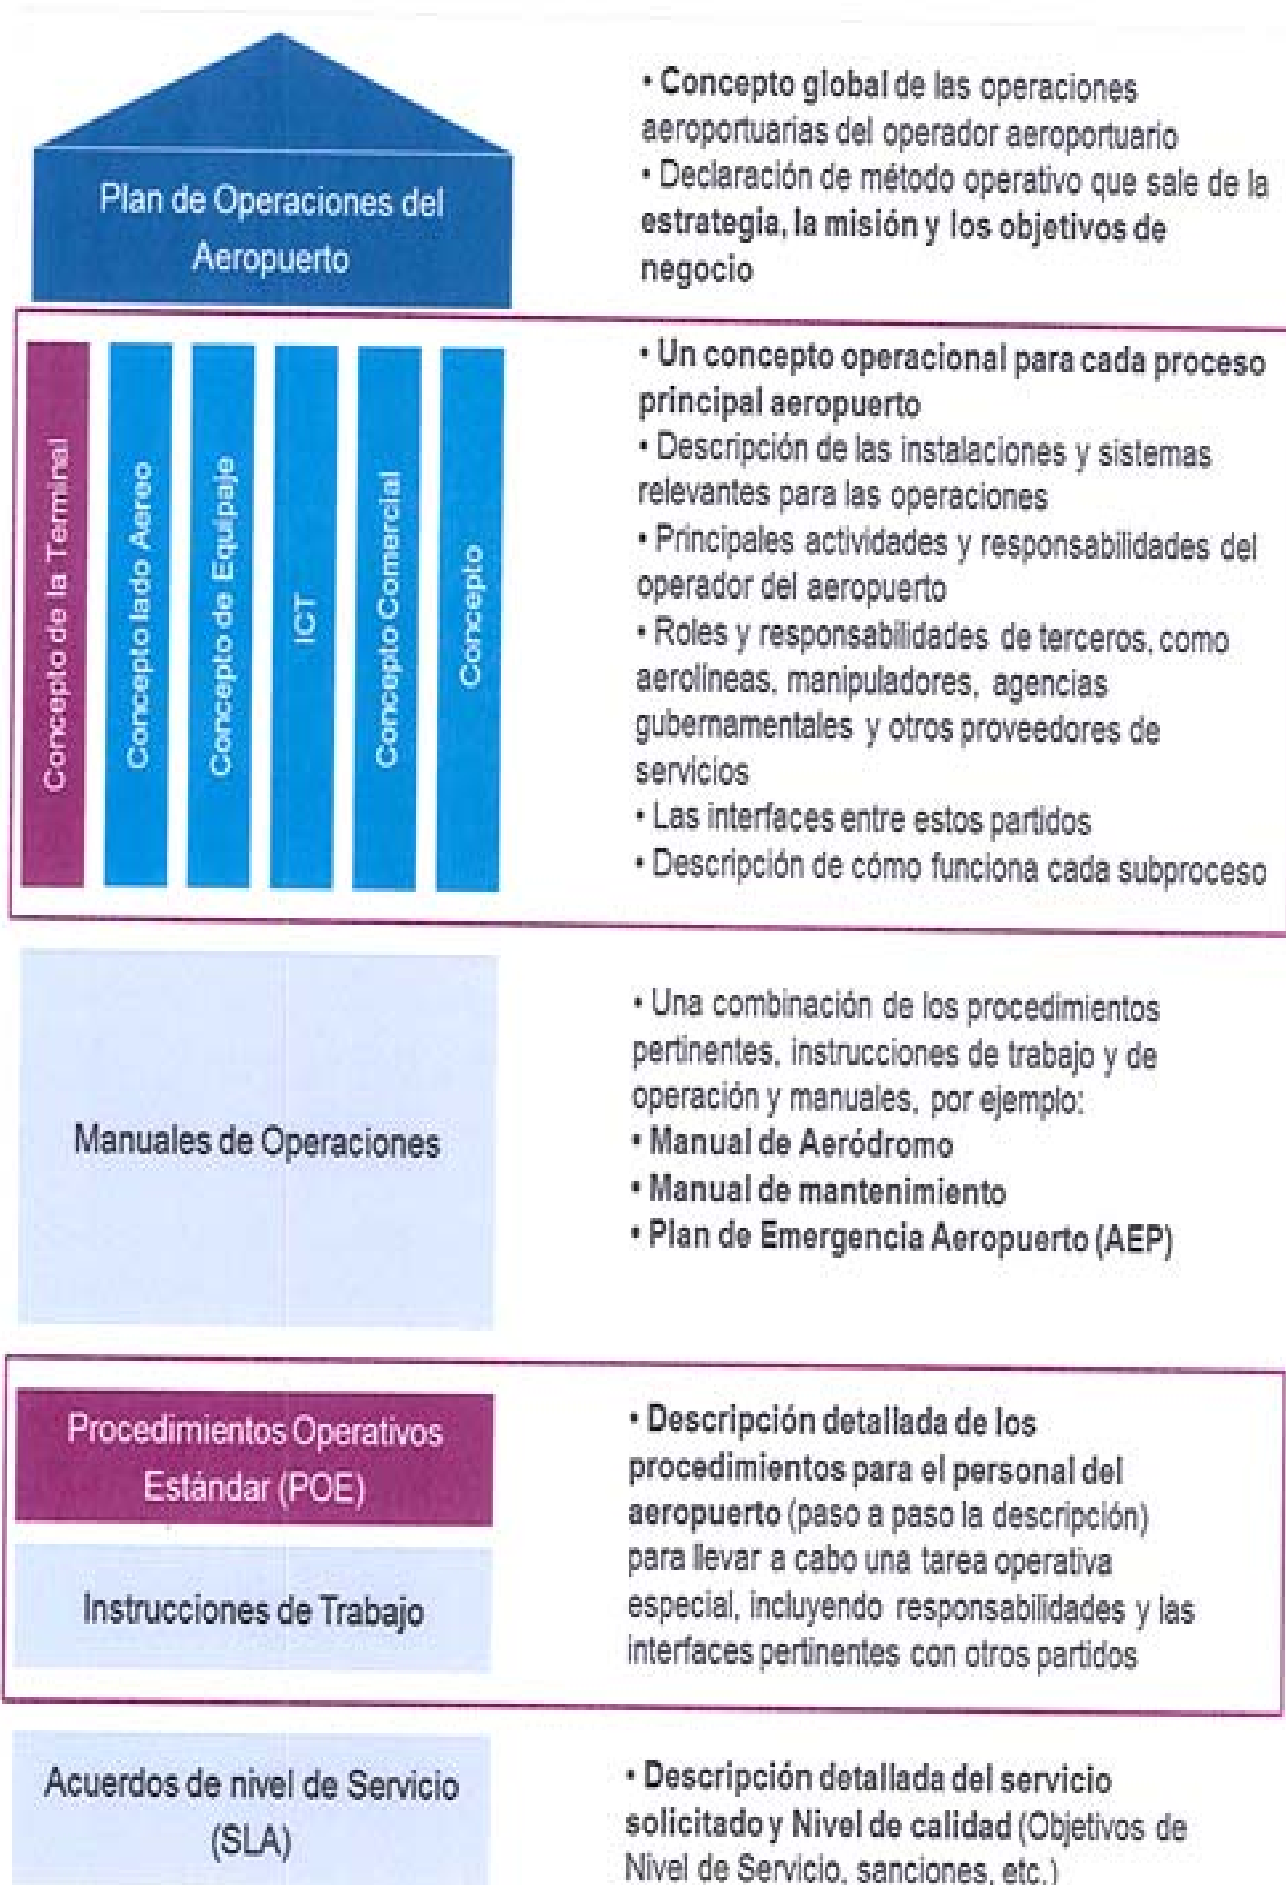 Plan de Operaciones del
Aeropuerto
• Concepto global de las operaciones
aeroportuarias del operador aeroportuario
• Declaración de método operativo que sale de la
estrategia, la misión y los objetivos de
negocio
Concepto de la Terminal
Concepto lado Aereo
Concepto de Equipaje
ICT
Concepto Comercial
Concepto
• Un concepto operacional para cada proceso
principal aeropuerto
• Descripción de las instalaciones y sistemas
relevantes para las operaciones
• Principales actividades y responsabilidades del
operador del aeropuerto
• Roles y responsabilidades de terceros, como
aerolíneas, manipuladores, agencias
gubernamentales y otros proveedores de
servicios
• Las interfaces entre estos partidos
• Descripción de cómo funciona cada subproceso
Manuales de Operaciones
• Una combinación de los procedimientos
pertinentes, instrucciones de trabajo y de
operación y manuales, por ejemplo:
• Manual de Aeródromo
• Manual de mantenimiento
• Plan de Emergencia Aeropuerto (AEP)
Procedimientos Operativos
Estándar (POE)
Instrucciones de Trabajo
• Descripción detallada de los
procedimientos para el personal del
aeropuerto (paso a paso la descripción)
para llevar a cabo una tarea operativa
especial, incluyendo responsabilidades y las
interfaces pertinentes con otros partidos
Acuerdos de nivel de Servicio
(SLA)
• Descripción detallada del servicio
solicitado y Nivel de calidad (Objetivos de
Nivel de Servicio, sanciones, etc.)